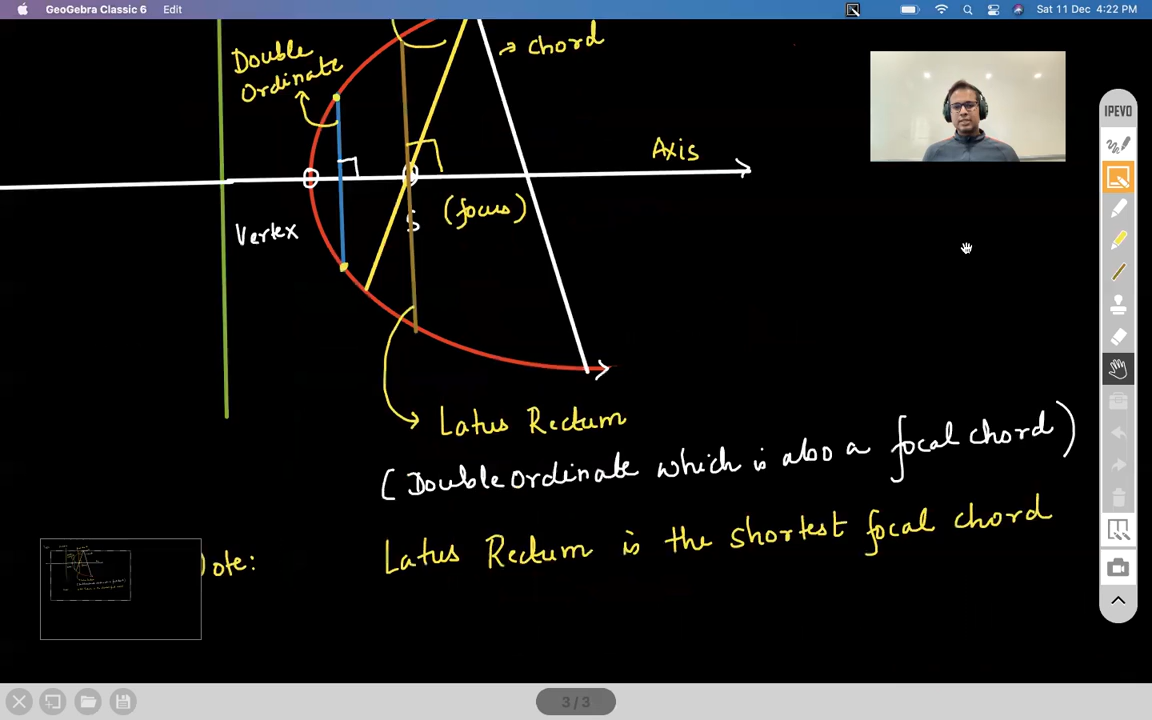 GeoGebra Classic 6 Edit
Sat 11 Dec 4:22 PM
Double
Ordinate
Chord
IPEVO
Axis
S (focus)
Vertex
Latus Rectum
(Double ordinate which is also a focal chord)
Latus Rectum is the shortest focal chord
ote:
3/3